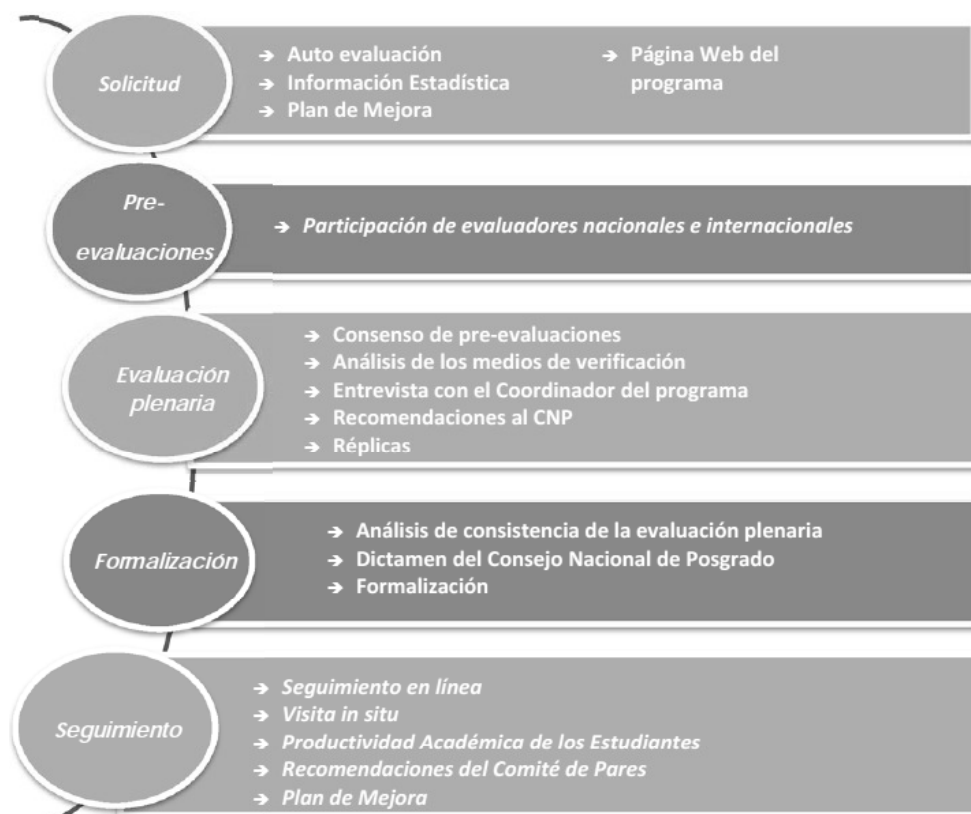 Solicitud
→ Auto evaluación
→ Información Estadística
→ Plan de Mejora
→ Página Web del
programa
Pre-
evaluaciones
→ Participación de evaluadores nacionales e internacionales
Evaluación
plenaria
→ Consenso de pre-evaluaciones
→ Análisis de los medios de verificación
→ Entrevista con el Coordinador del programa
→ Recomendaciones al CNP
→ Réplicas
Formalización
→ Análisis de consistencia de la evaluación plenaria
→ Dictamen del Consejo Nacional de Posgrado
→ Formalización
Seguimiento
→ Seguimiento en línea
→ Visita in situ
→ Productividad Académica de los Estudiantes
→ Recomendaciones del Comité de Pares
→ Plan de Mejora